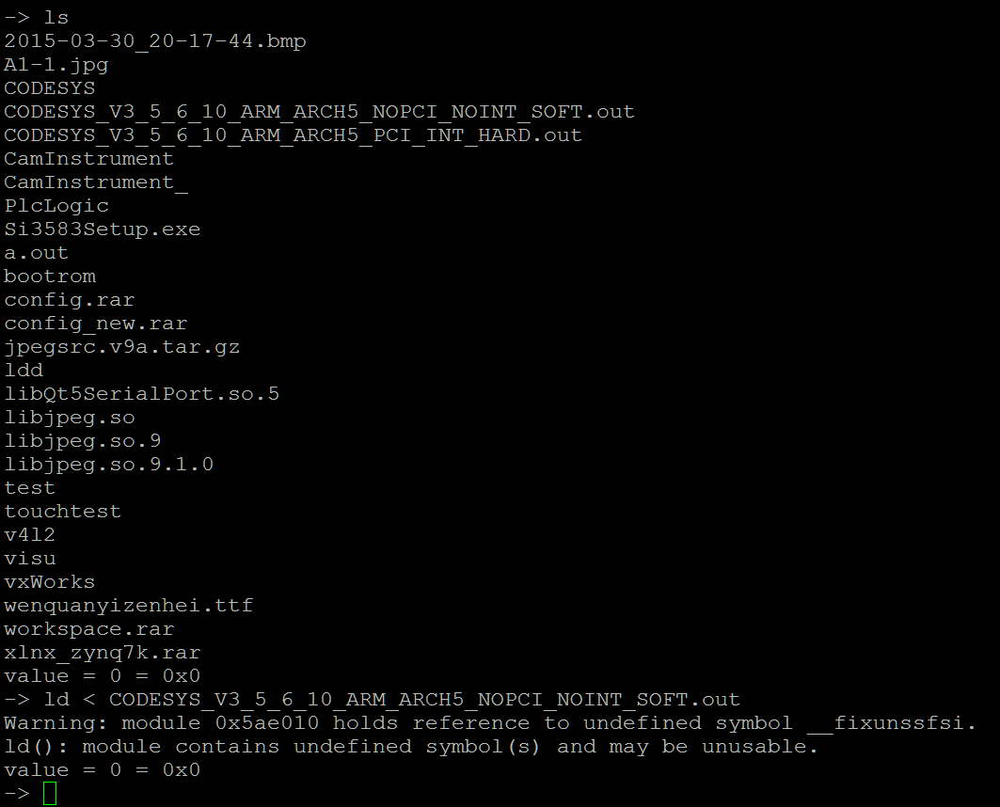 -> ls
2015-03-30_20-17-44.bmp
A1-1.jpg
CODESYS
CODESYS_V3_5_6_10_ARM_ARCH5_NOPCI_NOINT_SOFT.out
CODESYS_V3_5_6_10_ARM_ARCH5_PCI_INT_HARD.out
CamInstrument
CamInstrument_
PlcLogic
Si3583Setup.exe
a.out
bootrom
config.rar
config_new.rar
jpegsrc.v9a.tar.gz
ldd
libQt5SerialPort.so.5
libjpeg.so
libjpeg.so.9
libjpeg.so.9.1.0
test
touchtest
v4l2
visu
vxWorks
wenquanyizenhei.ttf
workspace.rar
xlnx_zynq7k.rar
value = 0 = 0x0
-> ld < CODESYS_V3_5_6_10_ARM_ARCH5_NOPCI_NOINT_SOFT.out
Warning: module 0x5ae010 holds reference to undefined symbol __fixunssfsi.
ld(): module contains undefined symbol(s) and may be unusable.
value = 0 = 0x0
->